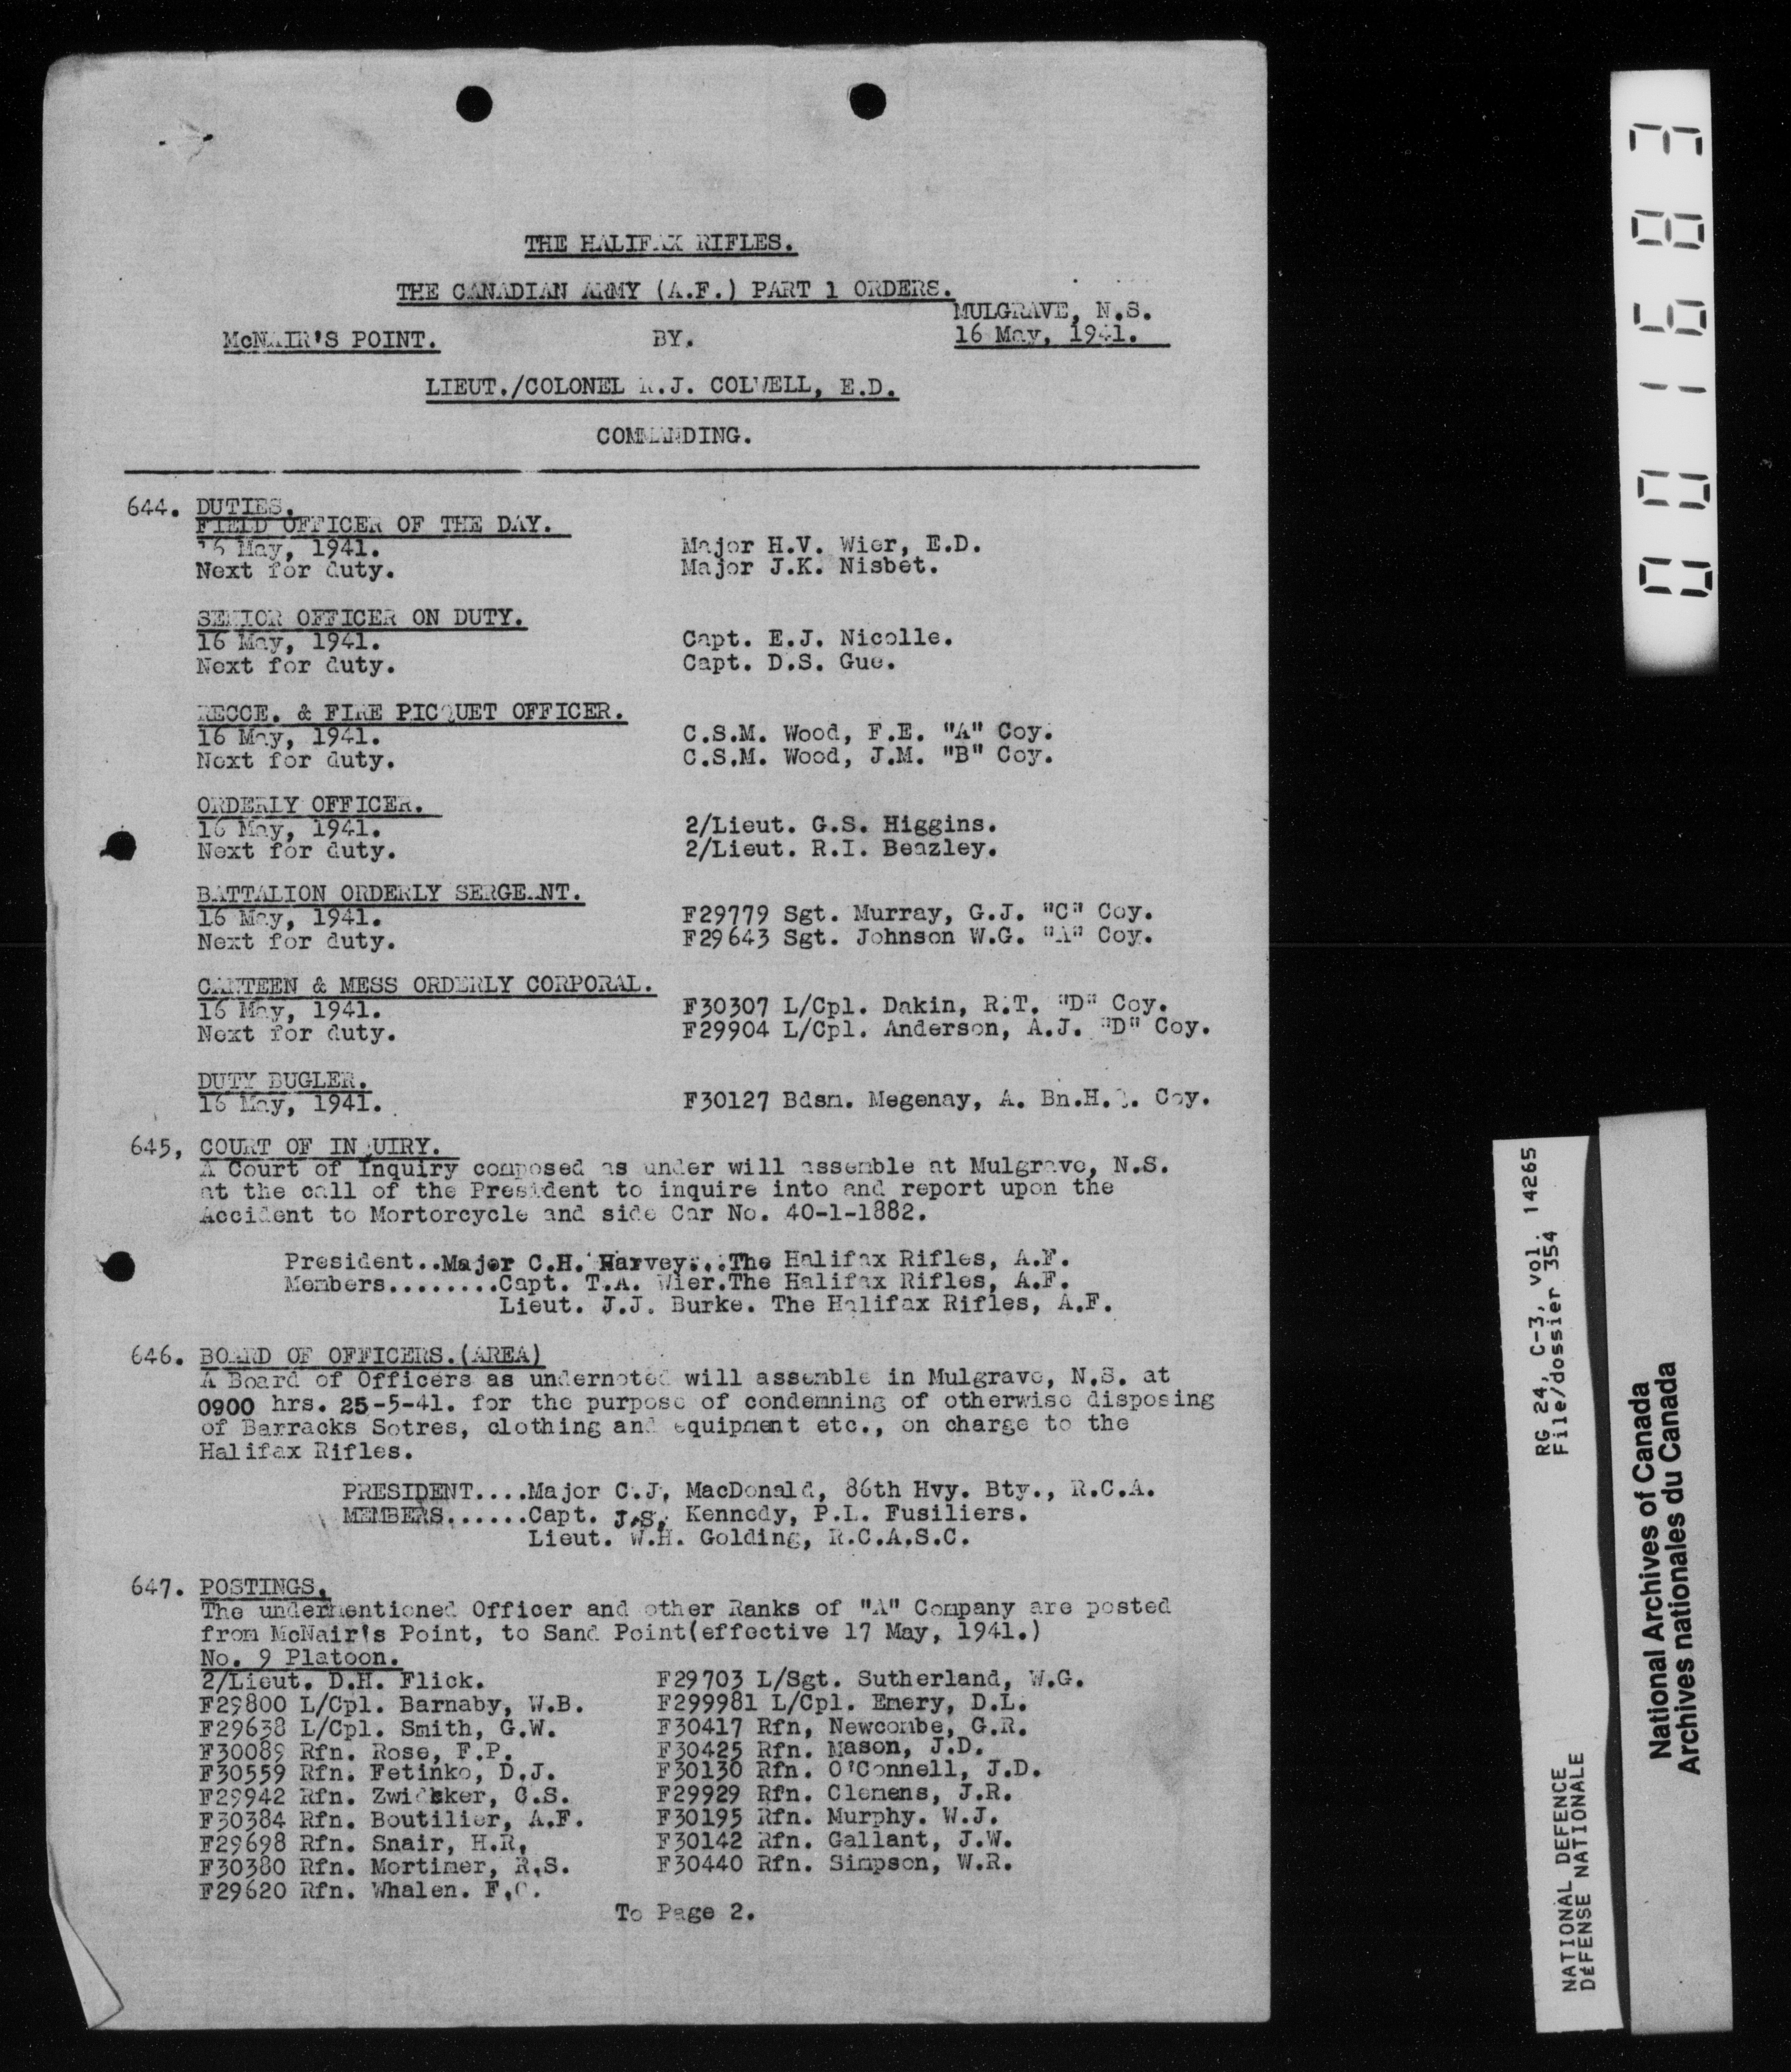 THE HALIFAX RIFLES.
THE CANADIAN ARMY (A.F.) PART 1 ORDERS.
MULGRAVE, N.S.
McNAIR'S POINT. BY. 16 May, 1941.
LIEUT./COLONEL R.J. COLWELL, E.D.
COMMANDING.
644. DUTIES.
FIELD OFFICER OF THE DAY.
16 May, 1941. Major H.V. Wier, E.D.
Next for duty. Major J.K. Nisbet.
SENIOR OFFICER ON DUTY.
16 May, 1941. Capt. E.J. Nicolle.
Next for duty. Capt. D.S. Gue.
RECCE. & FIRE PICQUET OFFICER.
16 May, 1941. C.S.M. Wood, F.E. "A" Coy.
Next for duty. C.S.M. Wood, J.M. "B" Coy.
ORDERLY OFFICER.
16 May, 1941. 2/Lieut. G.S. Higgins.
Next for duty. 2/Lieut. R.I. Beazley.
BATTALION ORDERLY SERGEANT.
16 May, 1941. F29779 Sgt. Murray, G.J. "C" Coy.
Next for duty. F29643 Sgt. Johnson W.G. "A" Coy.
CANTEEN & MESS ORDERLY CORPORAL.
16 May, 1941. F30307 L/Cpl. Dakin, R.T. "D" Coy.
Next for duty. F29904 L/Cpl. Anderson, A.J. "D" Coy.
DUTY BUGLER.
16 May, 1941. F30127 Bdsm. Megenay, A. Bn.H.Q. Coy.
645, COURT OF INQUIRY.
A Court of Inquiry composed as under will assemble at Mulgrave, N.S.
at the call of the President to inquire into and report upon the
Accident to Mortorcycle and side Car No. 40-1-1882.
President..Major C.H. Harvey...The Halifax Rifles, A.F.
Members........Capt. T.A. Wier.The Halifax Rifles, A.F.
Lieut. J.J. Burke. The Halifax Rifles, A.F.
646. BOARD OF OFFICERS.(AREA)
A Board of Officers as undernoted will assemble in Mulgrave, N.S. at
0900 hrs. 25-5-41. for the purpose of condemning of otherwise disposing
of Barracks Sotres, clothing and equipment etc., on charge to the
Halifax Rifles.
PRESIDENT....Major C.J. MacDonald, 86th Hvy. Bty., R.C.A.
MEMBERS......Capt. J.S. Kennedy, P.L. Fusiliers.
Lieut. W.H. Golding, R.C.A.S.C.
647. POSTINGS.
The undermentioned Officer and other Ranks of "A" Company are posted
from McNair's Point, to Sand Point(effective 17 May, 1941.)
No. 9 Platoon.
2/Lieut. D.H. Flick. F29703 L/Sgt. Sutherland, W.G.
F29800 L/Cpl. Barnaby, W.B. F299981 L/Cpl. Emery, D.L.
F29638 L/Cpl. Smith, G.W. F30417 Rfn, Newcombe, G.R.
F30089 Rfn. Rose, F.P. F30425 Rfn. Mason, J.D.
F30559 Rfn. Fetinko, D.J. F30130 Rfn. O'Connell, J.D.
F29942 Rfn. Zwicker, C.S. F29929 Rfn. Clemens, J.R.
F30384 Rfn. Boutilier, A.F. F30195 Rfn. Murphy. W.J.
F29698 Rfn. Snair, H.R, F30142 Rfn. Gallant, J.W.
F30380 Rfn. Mortimer, R.S. F30440 Rfn. Simpson, W.R.
F29620 Rfn. Whalen. F.C.
To Page 2.
001683
RG 24, C-3, vol. 14265
File/dossier 354
NATIONAL DEFENCE
DÉFENSE NATIONALE
National Archives of Canada
Archives nationales du Canada